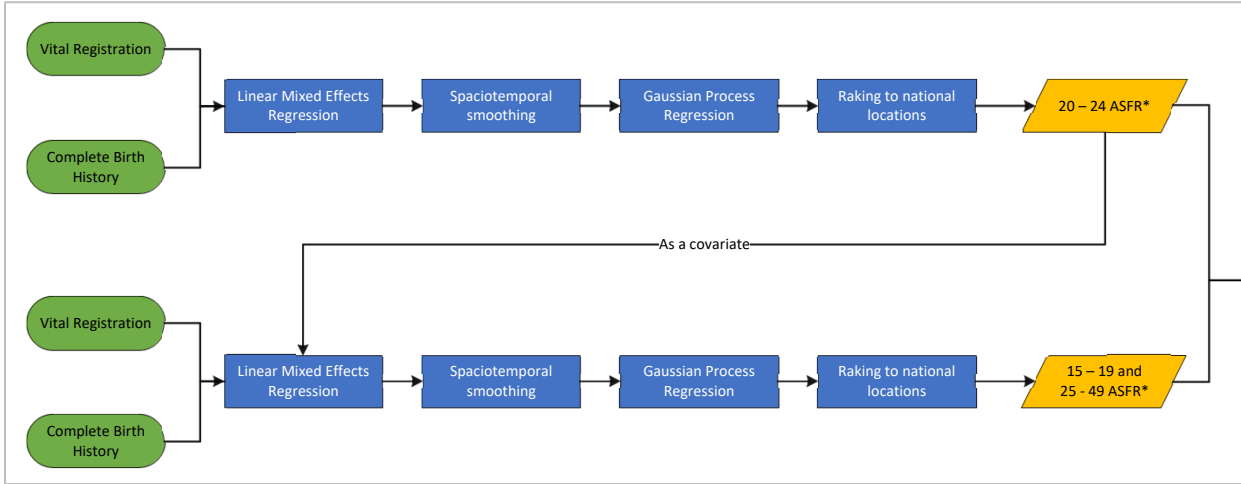 Vital Registration
Complete Birth
History
Linear Mixed Effects
Regression
Spaciotemporal
smoothing
Gaussian Process
Regression
Raking to national
locations
20 – 24 ASFR*
As a covariate
Vital Registration
Complete Birth
History
Linear Mixed Effects
Regression
Spaciotemporal
smoothing
Gaussian Process
Regression
Raking to national
locations
15 – 19 and
25 - 49 ASFR*